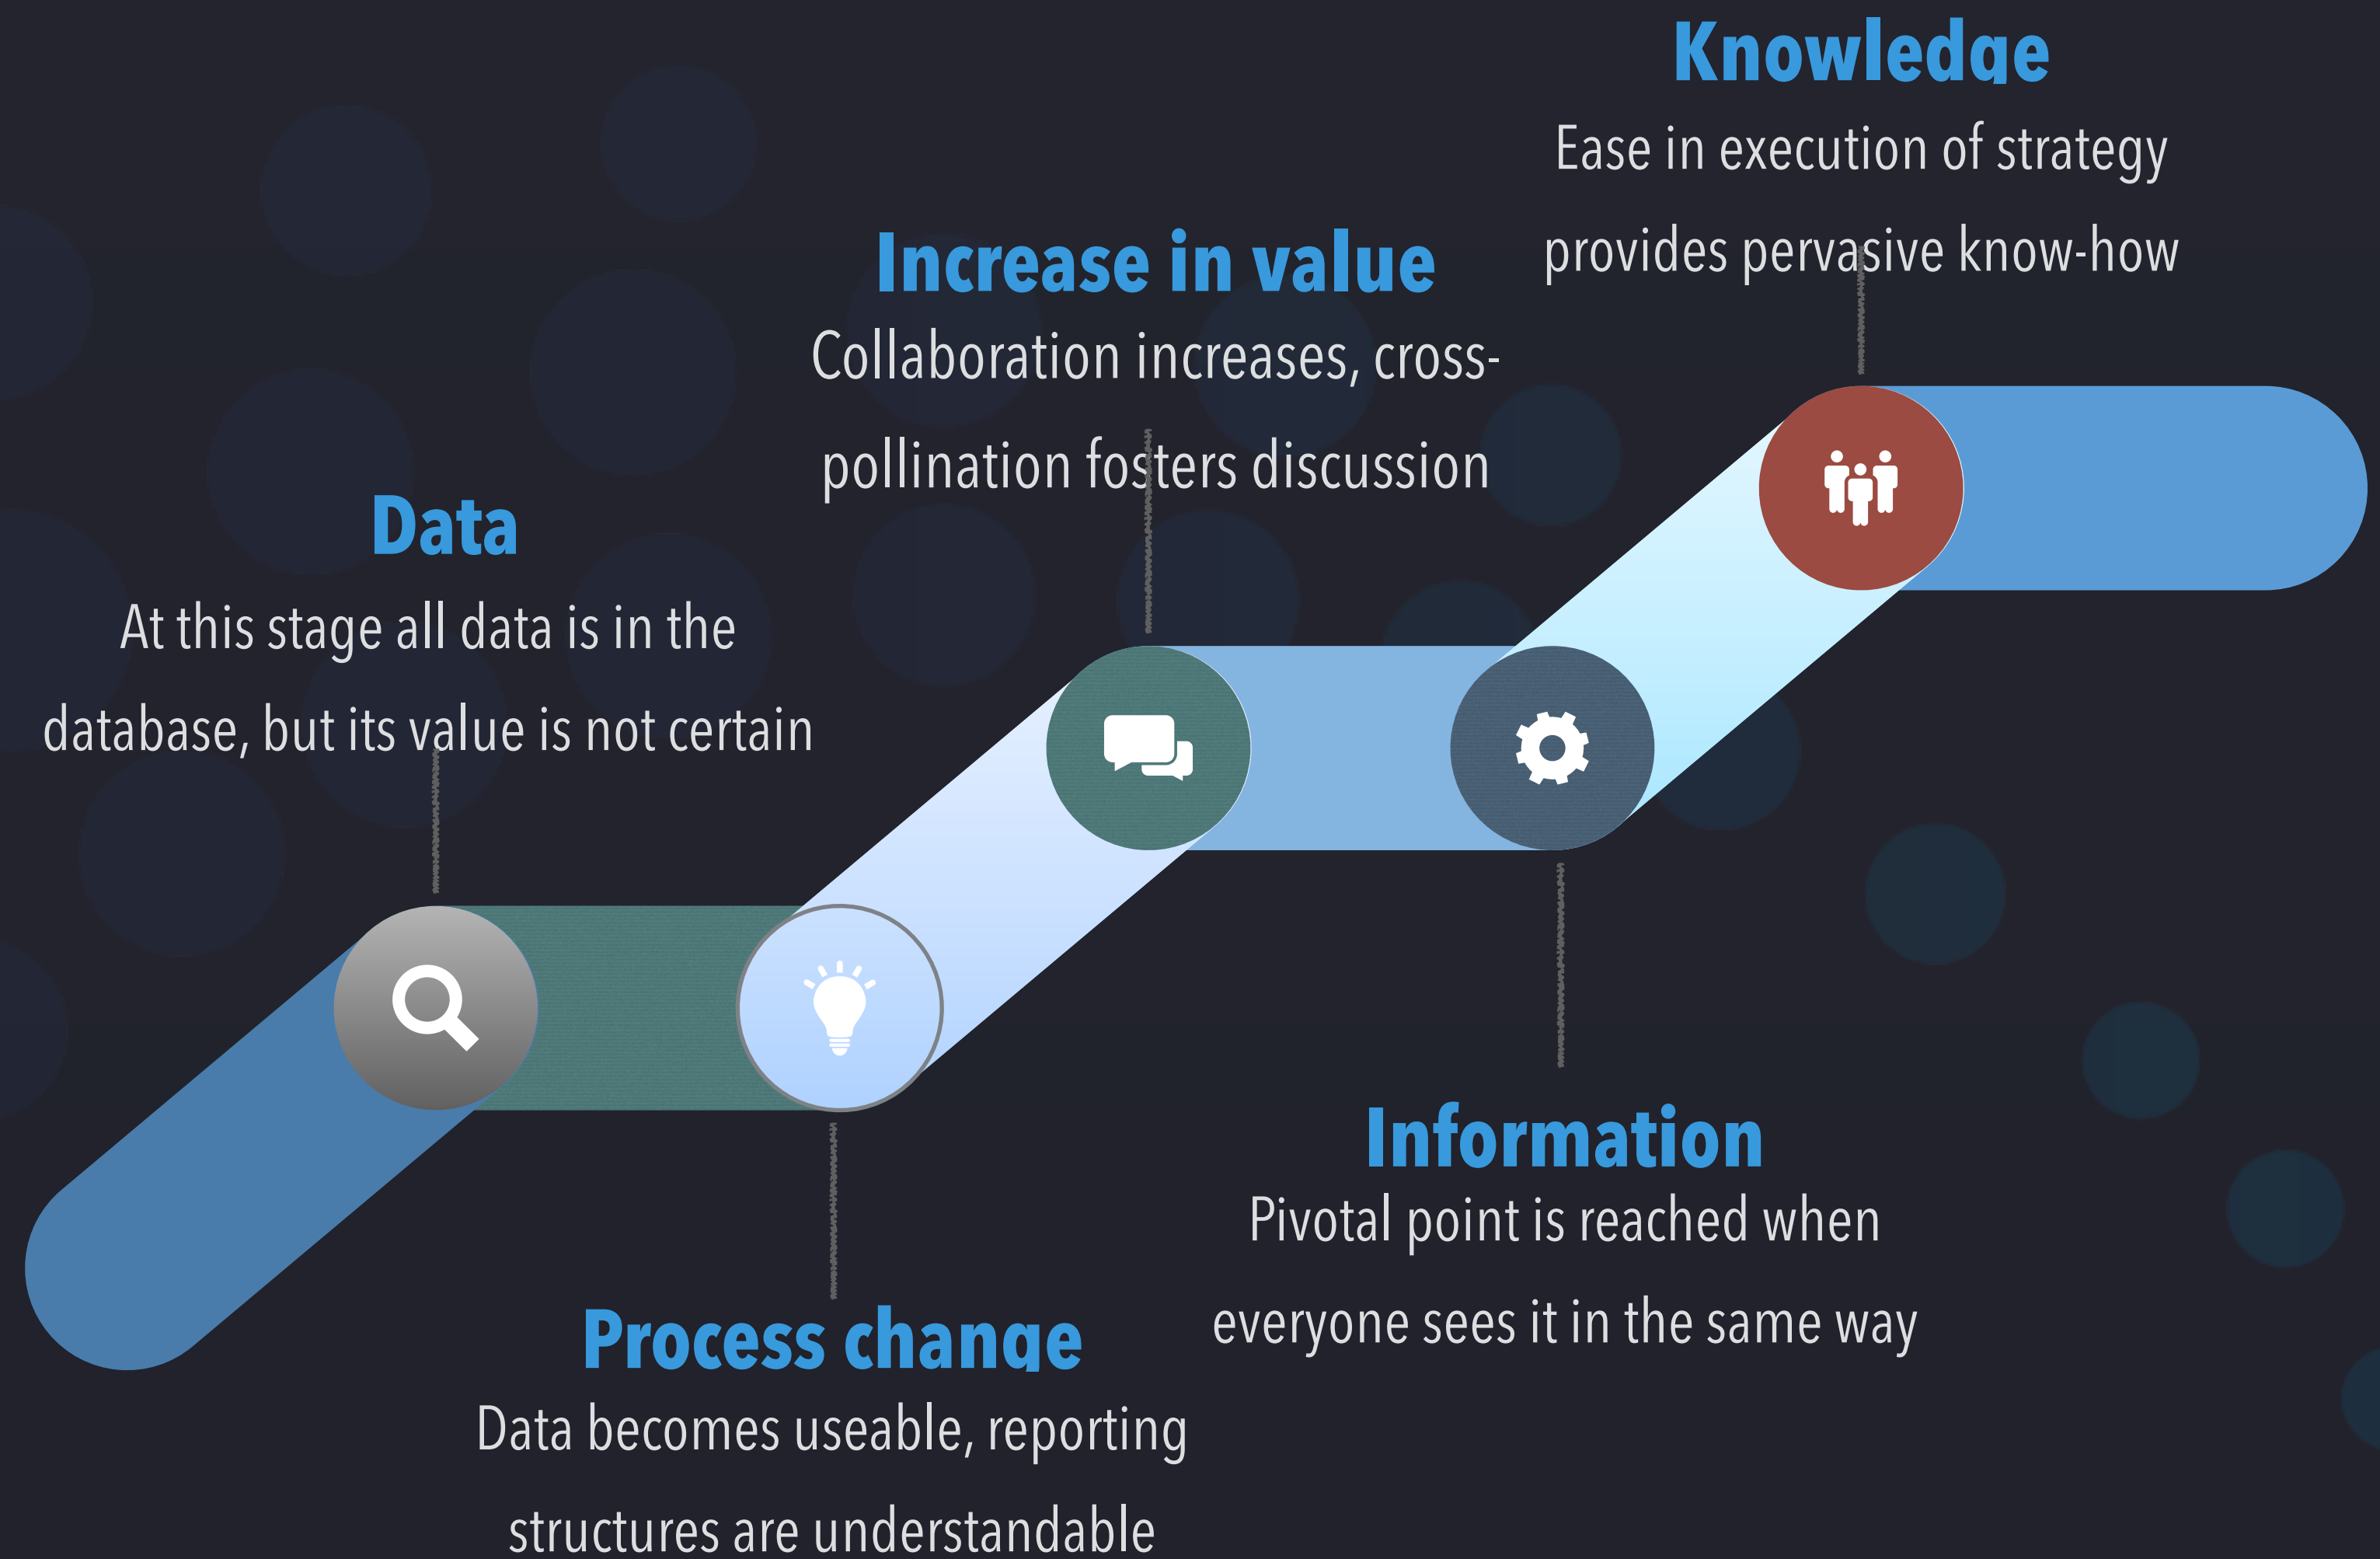 Data
At this stage all data is in the
database, but its value is not certain
Process change
Data becomes useable, reporting
structures are understandable
Increase in value
Collaboration increases, cross-
pollination fosters discussion
Information
Pivotal point is reached when
everyone sees it in the same way
Knowledge
Ease in execution of strategy
provides pervasive know-how